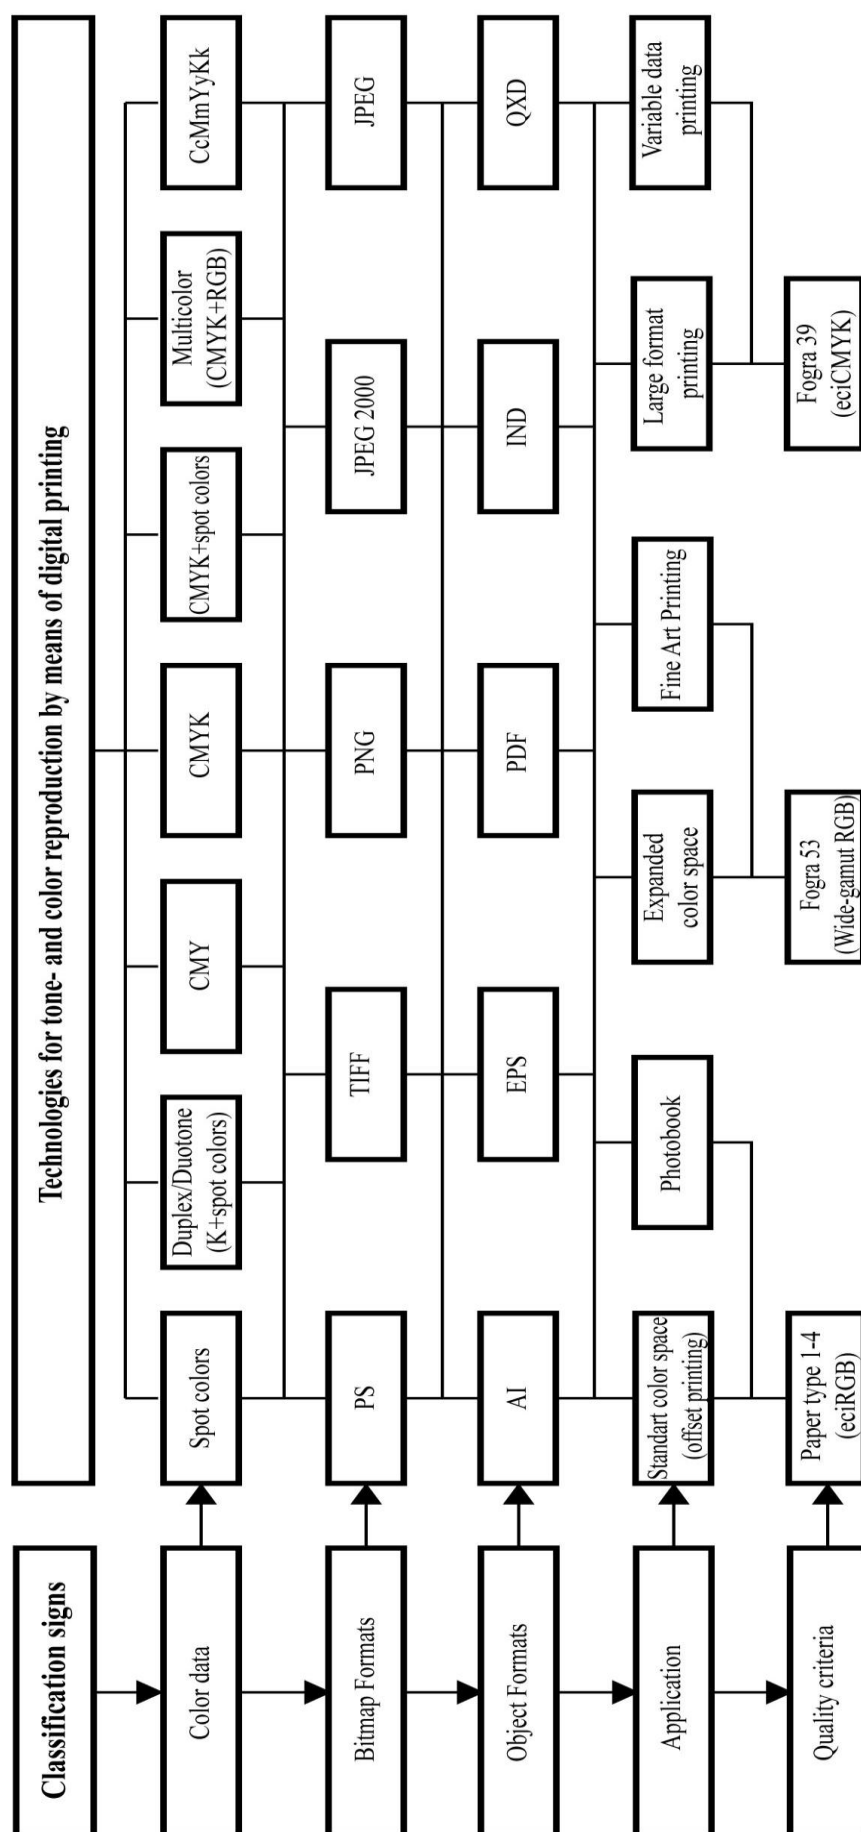 Classification signs
Technologies for tone- and color reproduction by means of digital printing
Color data
Spot colors
Duplex/Duotone
(K+spot colors)
CMY
CMYK
CMYK+spot colors
Multicolor
(CMYK+RGB)
CcMmYyKk
Bitmap Formats
PS
TIFF
PNG
JPEG 2000
JPEG
Object Formats
AI
EPS
PDF
IND
QXD
Application
Standart color space
(offset printing)
Photobook
Expanded
color space
Fine Art Printing
Large format
printing
Variable data
printing
Quality criteria
Paper type 1-4
(eciRGB)
Fogra 53
(Wide-gamut RGB)
Fogra 39
(eciCMYK)